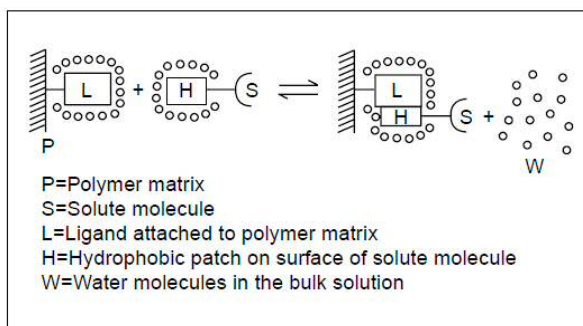 L + H S ⇌ L H S +
P W
P=Polymer matrix
S=Solute molecule
L=Ligand attached to polymer matrix
H=Hydrophobic patch on surface of solute molecule
W=Water molecules in the bulk solution